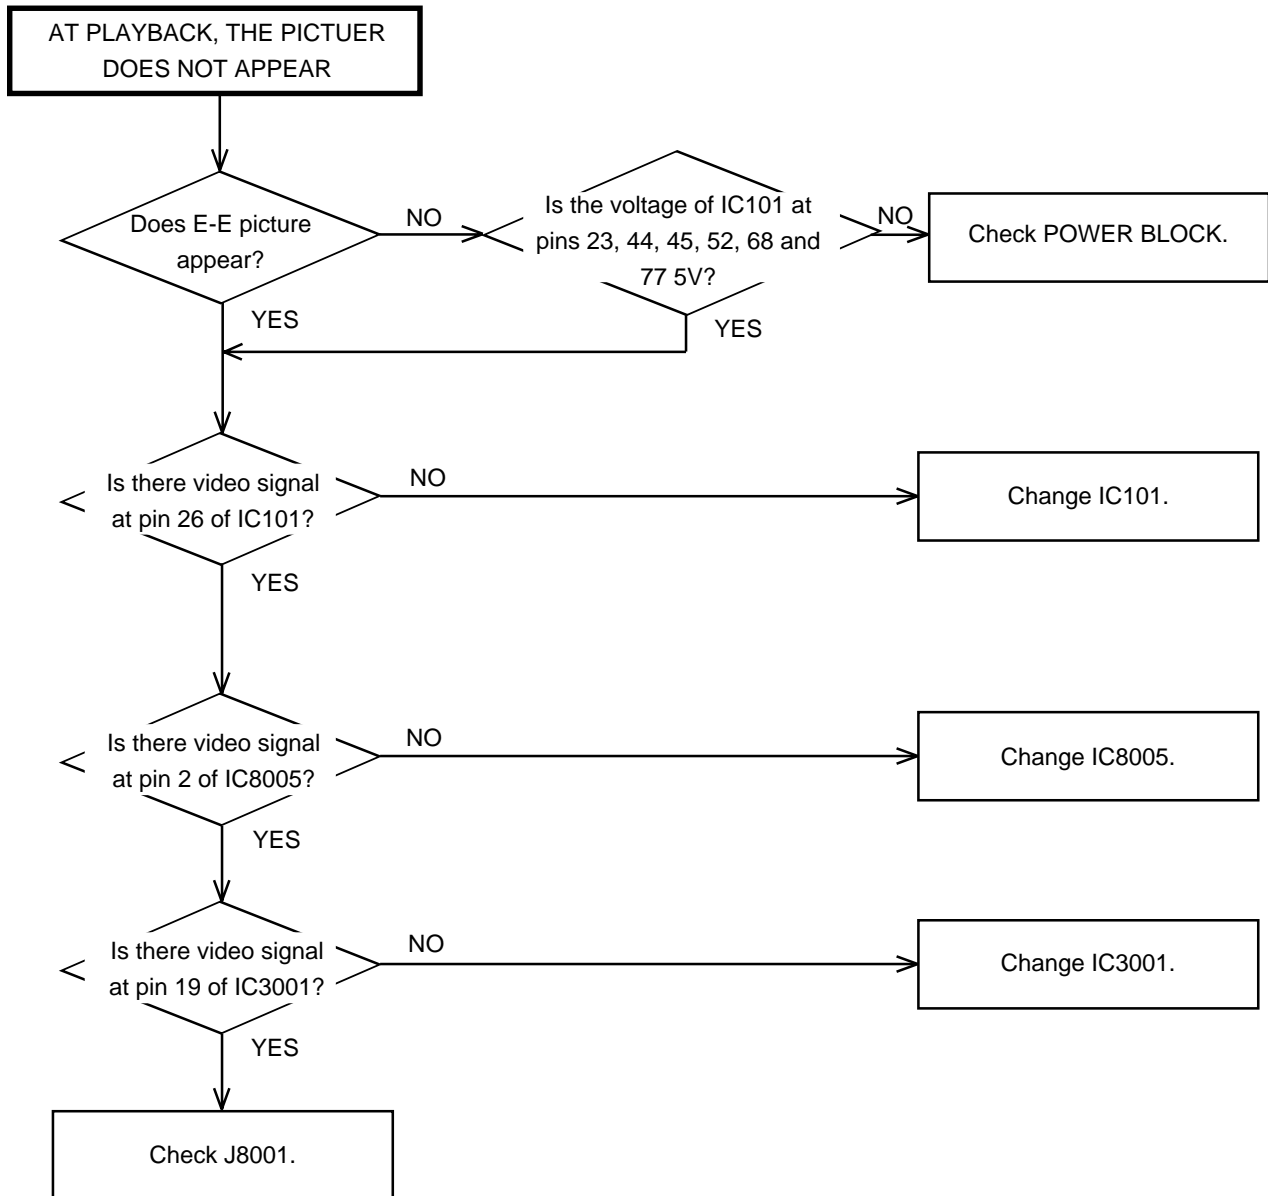 AT PLAYBACK, THE PICTUER
DOES NOT APPEAR
Does E-E picture
appear?
NO
Is the voltage of IC101 at
pins 23, 44, 45, 52, 68 and
77 5V?
NO
Check POWER BLOCK.
YES
YES
Is there video signal
at pin 26 of IC101?
NO
Change IC101.
YES
Is there video signal
at pin 2 of IC8005?
NO
Change IC8005.
YES
Is there video signal
at pin 19 of IC3001?
NO
Change IC3001.
YES
Check J8001.